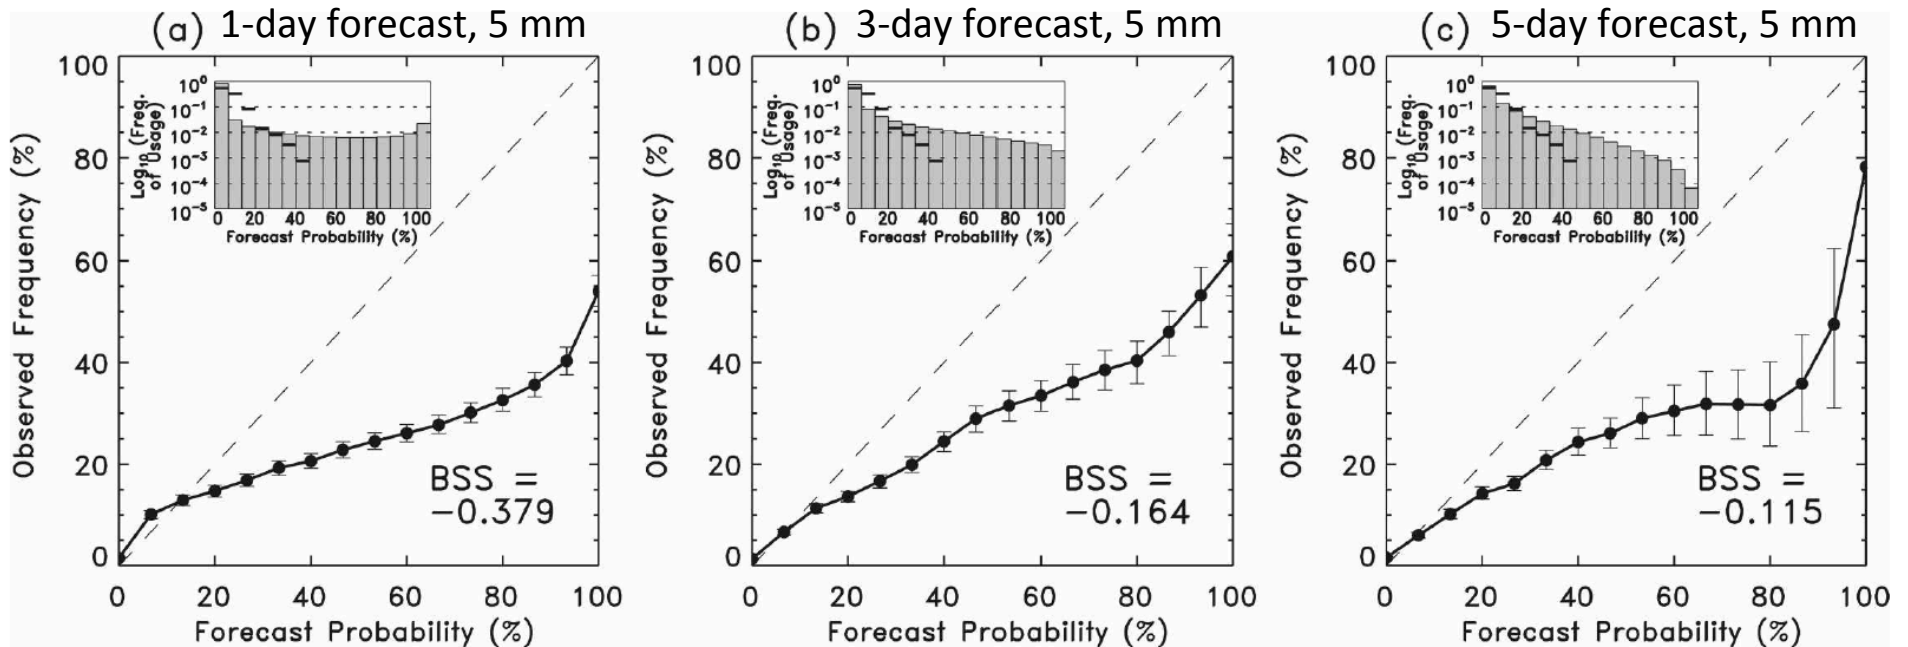 (a) 1-day forecast, 5 mm
100
80
60
40
20
0
0 20 40 60 80 100
Observed Frequency (%)
Forecast Probability (%)
Log10 (Freq. of Usage)
10^0
10^-1
10^-2
10^-3
10^-4
10^-5
0 20 40 60 80 100
Forecast Probability (%)
BSS =
-0.379
(b) 3-day forecast, 5 mm
100
80
60
40
20
0
0 20 40 60 80 100
Observed Frequency (%)
Forecast Probability (%)
Log10 (Freq. of Usage)
10^0
10^-1
10^-2
10^-3
10^-4
10^-5
0 20 40 60 80 100
Forecast Probability (%)
BSS =
-0.164
(c) 5-day forecast, 5 mm
100
80
60
40
20
0
0 20 40 60 80 100
Observed Frequency (%)
Forecast Probability (%)
Log10 (Freq. of Usage)
10^0
10^-1
10^-2
10^-3
10^-4
10^-5
0 20 40 60 80 100
Forecast Probability (%)
BSS =
-0.115